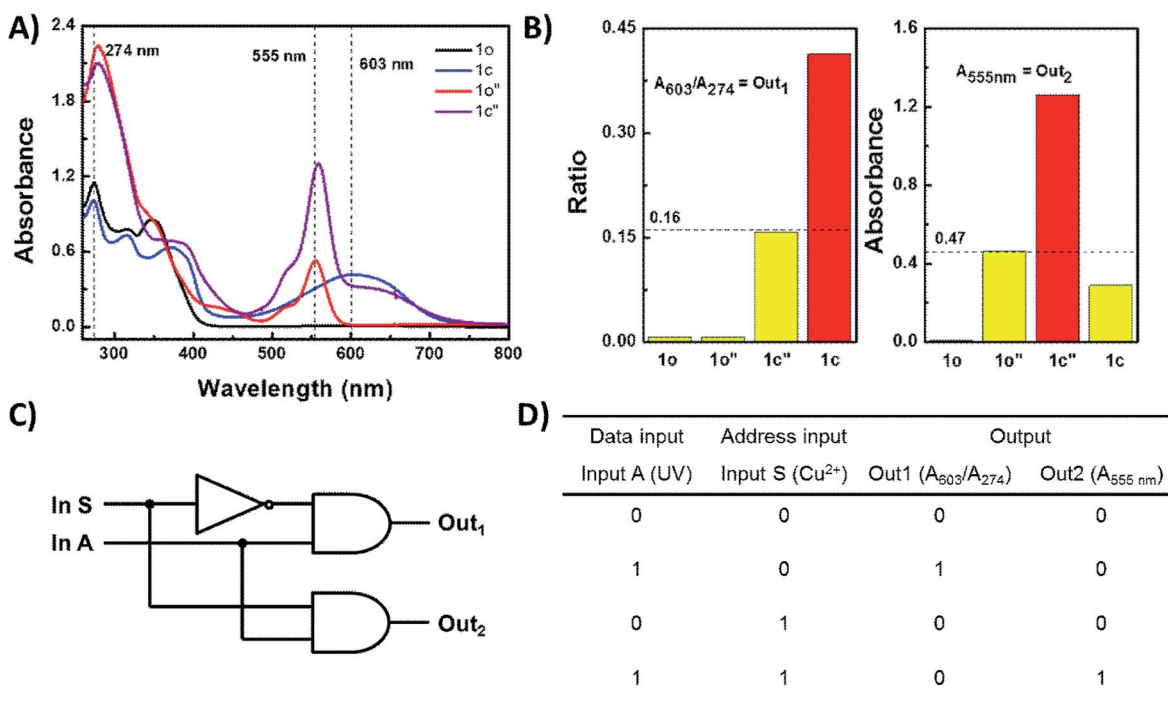 A)
2.4
1.8
1.2
0.6
0.0
Absorbance
274 nm
555 nm
603 nm
1o
1c
1o"
1c"
300 400 500 600 700 800
Wavelength (nm)
B)
0.45
0.30
0.15
0.00
Ratio
A603/A274 = Out1
0.16
1o 1o" 1c" 1c
1.6
1.2
0.8
0.4
0.0
Absorbance
A555nm = Out2
0.47
1o 1o" 1c" 1c
C)
In S
In A
Out1
Out2
D)
Data input Address input Output
Input A (UV) Input S (Cu2+) Out1 (A603/A274) Out2 (A555 nm)
0 0 0 0
1 0 1 0
0 1 0 0
1 1 0 1